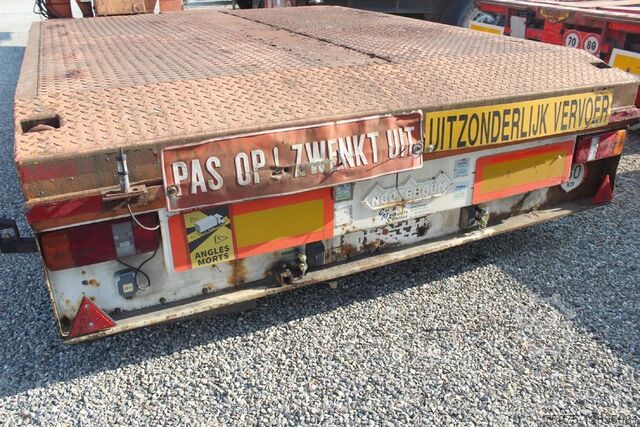 70 80
PAS OP! ZWENKT UIT
UITZONDERLIJK VERVOER
NOOTEBOOM
ANGLES
MORTS